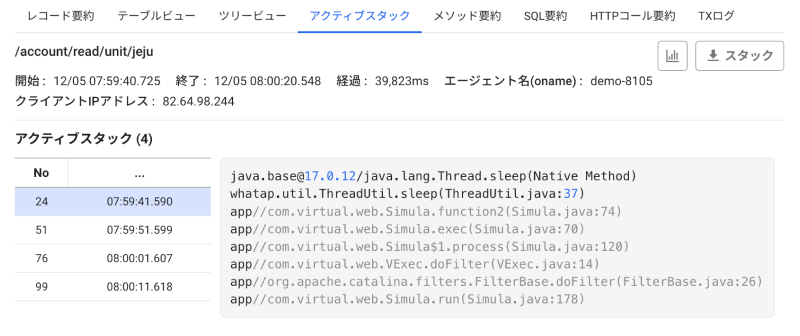 レコード要約 テーブルビュー ツリービュー アクティブスタック メソッド要約 SQL要約 HTTPコール要約 TXログ
/account/read/unit/jeju
スタック
開始 : 12/05 07:59:40.725 終了 : 12/05 08:00:20.548 経過 : 39,823ms エージェント名(oname) : demo-8105
クライアントIPアドレス : 82.64.98.244
アクティブスタック (4)
No ...
24 07:59:41.590
51 07:59:51.599
76 08:00:01.607
99 08:00:11.618
java.base@17.0.12/java.lang.Thread.sleep(Native Method)
whatap.util.ThreadUtil.sleep(ThreadUtil.java:37)
app//com.virtual.web.Simula.function2(Simula.java:74)
app//com.virtual.web.Simula.exec(Simula.java:70)
app//com.virtual.web.Simula$1.process(Simula.java:120)
app//com.virtual.web.VExec.doFilter(VExec.java:14)
app//org.apache.catalina.filters.FilterBase.doFilter(FilterBase.java:26)
app//com.virtual.web.Simula.run(Simula.java:178)